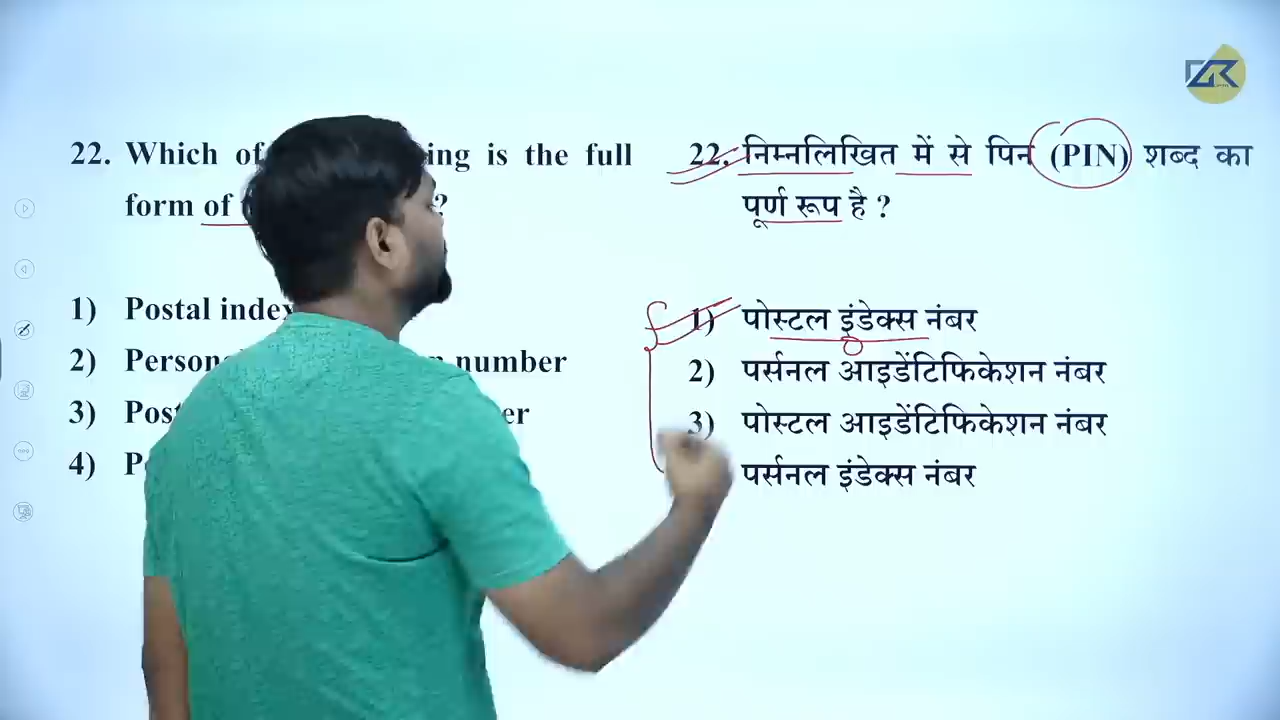 22. Which of ing is the full
form of ?
1) Postal index
2) Person n number
3) Post er
4) P
22. निम्नलिखित में से पिन (PIN) शब्द का
पूर्ण रूप है ?
1) पोस्टल इंडेक्स नंबर
2) पर्सनल आइडेंटिफिकेशन नंबर
3) पोस्टल आइडेंटिफिकेशन नंबर
पर्सनल इंडेक्स नंबर